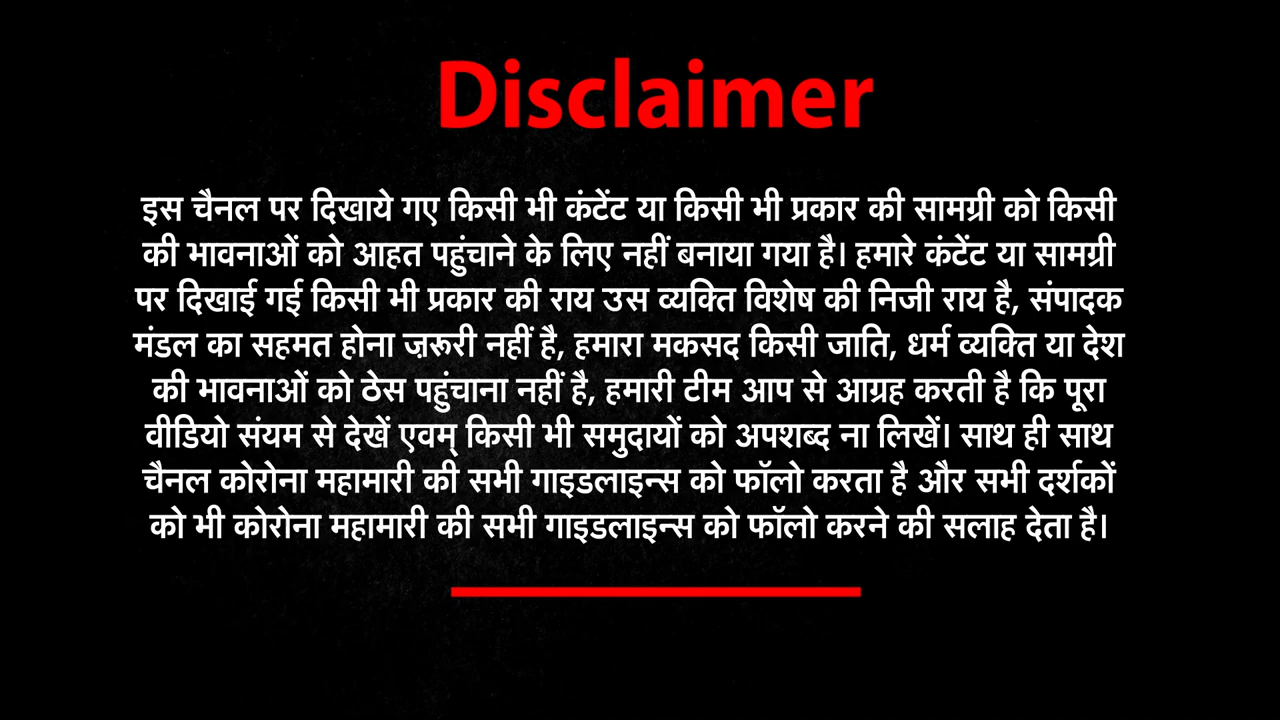 Disclaimer
इस चैनल पर दिखाये गए किसी भी कंटेंट या किसी भी प्रकार की सामग्री को किसी
की भावनाओं को आहत पहुंचाने के लिए नहीं बनाया गया है। हमारे कंटेंट या सामग्री
पर दिखाई गई किसी भी प्रकार की राय उस व्यक्ति विशेष की निजी राय है, संपादक
मंडल का सहमत होना ज़रूरी नहीं है, हमारा मकसद किसी जाति, धर्म व्यक्ति या देश
की भावनाओं को ठेस पहुंचाना नहीं है, हमारी टीम आप से आग्रह करती है कि पूरा
वीडियो संयम से देखें एवम् किसी भी समुदायों को अपशब्द ना लिखें। साथ ही साथ
चैनल कोरोना महामारी की सभी गाइडलाइन्स को फॉलो करता है और सभी दर्शकों
को भी कोरोना महामारी की सभी गाइडलाइन्स को फॉलो करने की सलाह देता है।